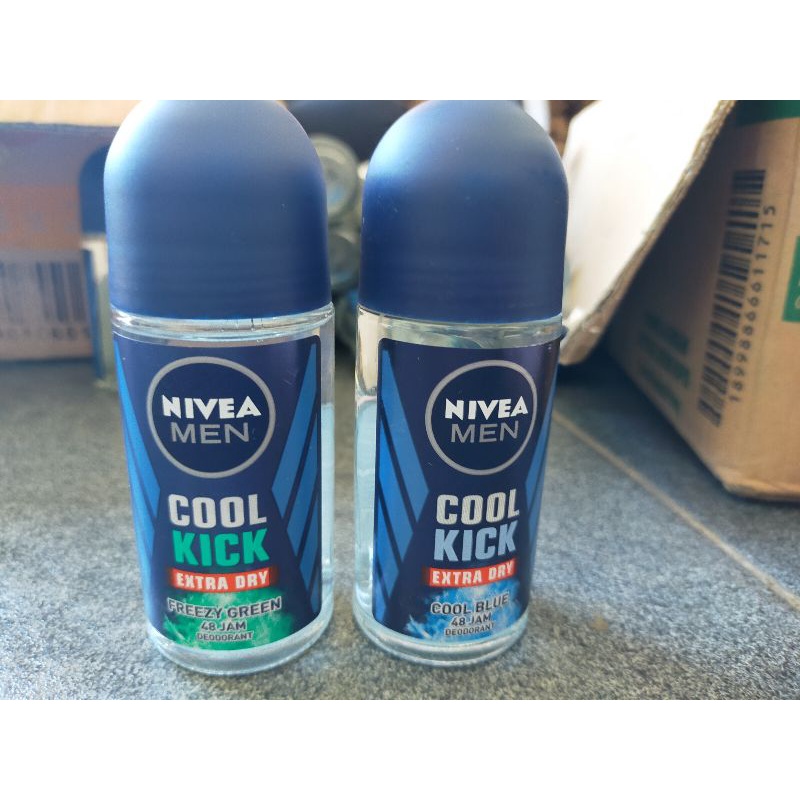 NIVEA
MEN
COOL
KICK
EXTRA DRY
FREEZY GREEN
48 JAM
DEODORANT
NIVEA
MEN
COOL
KICK
EXTRA DRY
COOL BLUE
48 JAM
DEODORANT
18998866611715